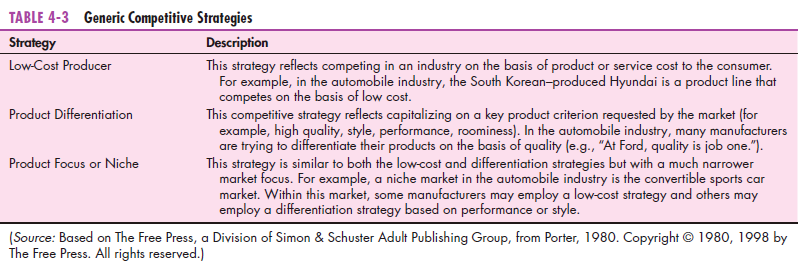 TABLE 4-3 Generic Competitive Strategies
Strategy Description
Low-Cost Producer This strategy reflects competing in an industry on the basis of product or service cost to the consumer.
For example, in the automobile industry, the South Korean–produced Hyundai is a product line that
competes on the basis of low cost.
Product Differentiation This competitive strategy reflects capitalizing on a key product criterion requested by the market (for
example, high quality, style, performance, roominess). In the automobile industry, many manufacturers
are trying to differentiate their products on the basis of quality (e.g., “At Ford, quality is job one.”).
Product Focus or Niche This strategy is similar to both the low-cost and differentiation strategies but with a much narrower
market focus. For example, a niche market in the automobile industry is the convertible sports car
market. Within this market, some manufacturers may employ a low-cost strategy and others may
employ a differentiation strategy based on performance or style.
(Source: Based on The Free Press, a Division of Simon & Schuster Adult Publishing Group, from Porter, 1980. Copyright © 1980, 1998 by
The Free Press. All rights reserved.)